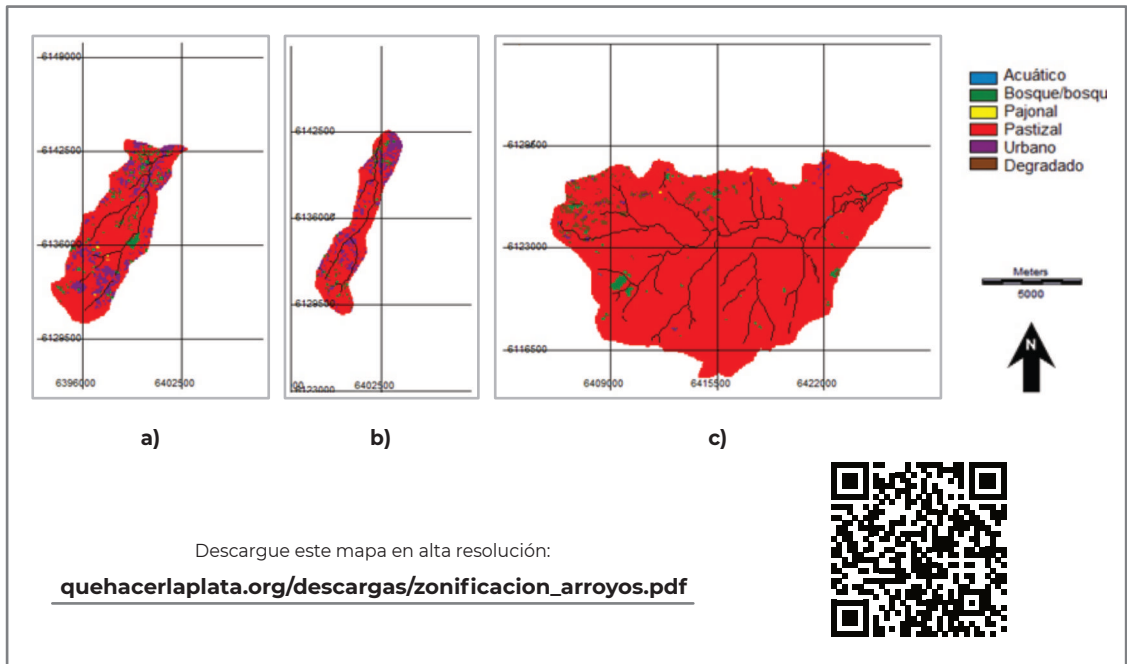 6149000
6142500
6136000
6129500
6396000
6402500
a)
6142500
6136000
6129500
6123000
00
6402500
b)
6129500
6123000
6116500
6409000
6415500
6422000
c)
Acuático
Bosque/bosqu
Pajonal
Pastizal
Urbano
Degradado
Meters
5000
N
Descargue este mapa en alta resolución:
quehacerlaplata.org/descargas/zonificacion_arroyos.pdf